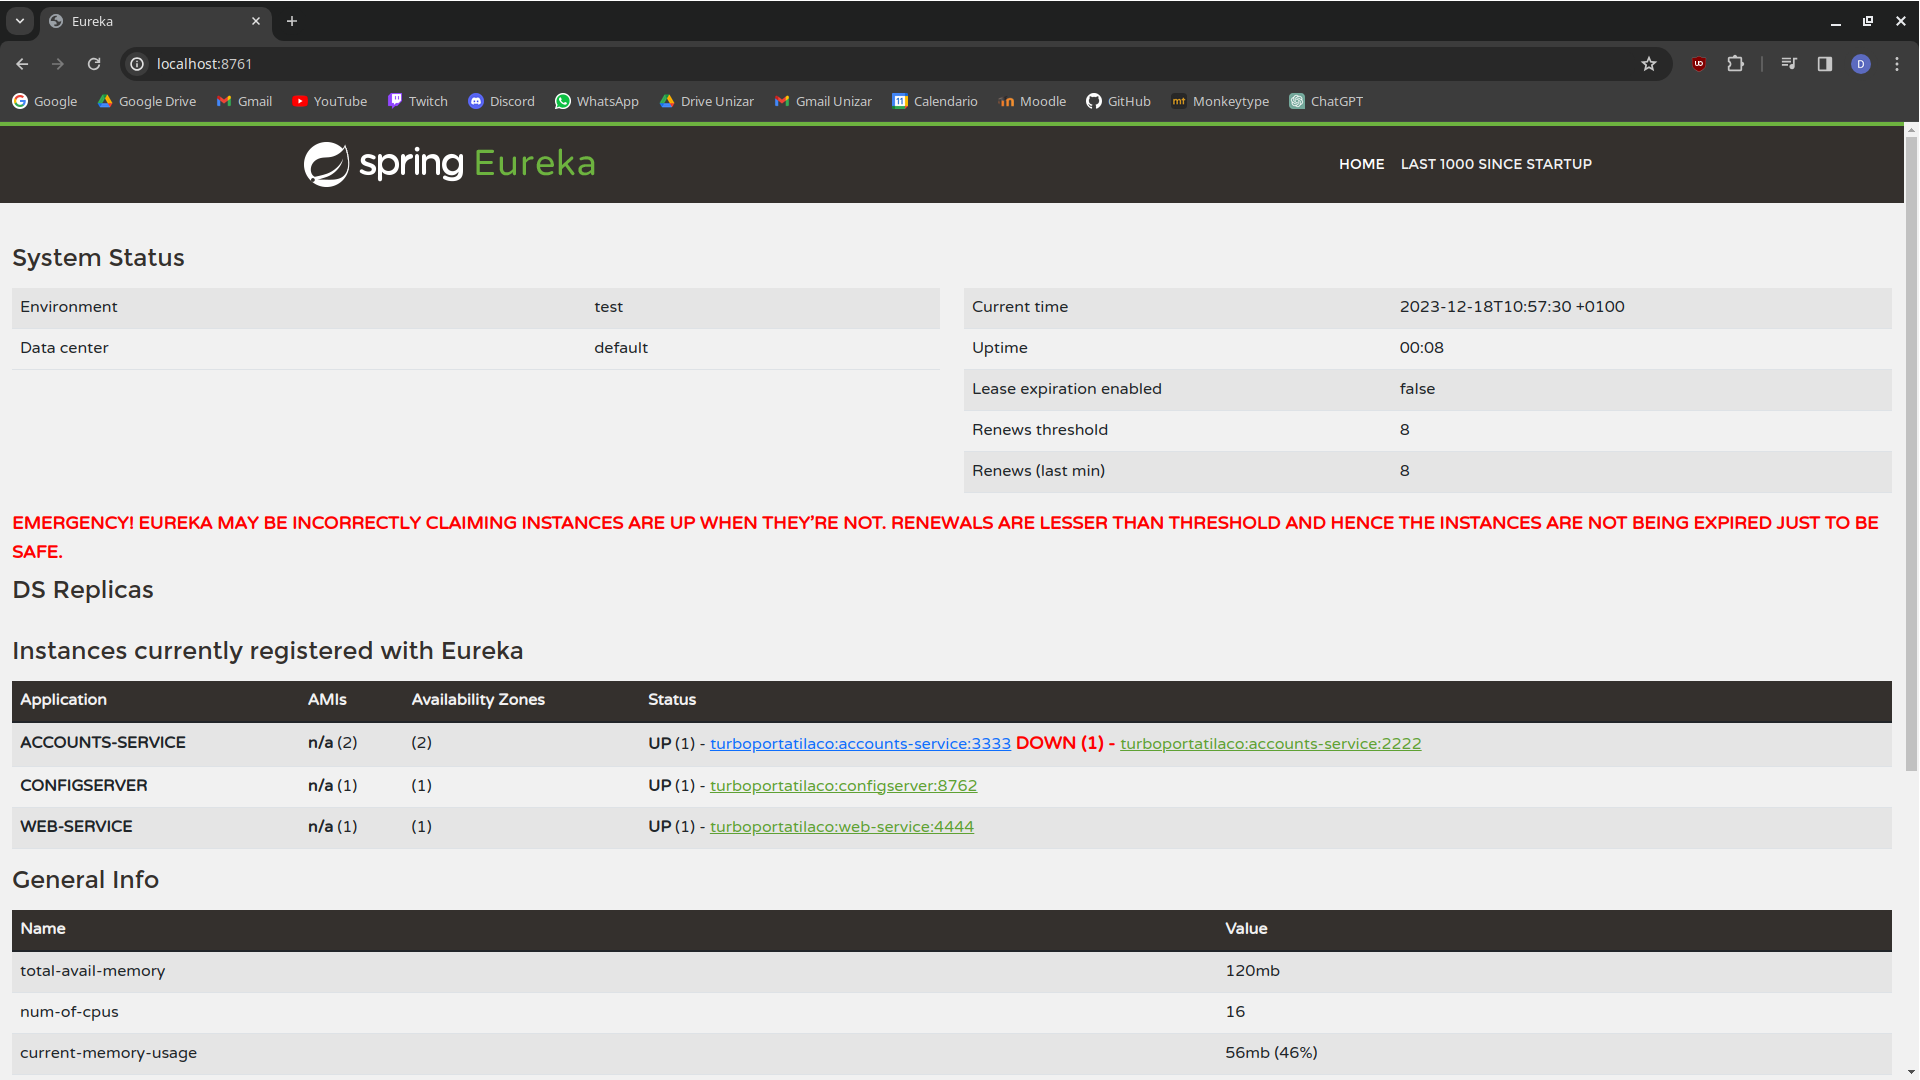 Eureka
localhost:8761
Google Google Drive Gmail YouTube Twitch Discord WhatsApp Drive Unizar Gmail Unizar Calendario Moodle GitHub Monkeytype ChatGPT
spring Eureka HOME LAST 1000 SINCE STARTUP
System Status
Environment test Current time 2023-12-18T10:57:30 +0100
Data center default Uptime 00:08
Lease expiration enabled false
Renews threshold 8
Renews (last min) 8
EMERGENCY! EUREKA MAY BE INCORRECTLY CLAIMING INSTANCES ARE UP WHEN THEY'RE NOT. RENEWALS ARE LESSER THAN THRESHOLD AND HENCE THE INSTANCES ARE NOT BEING EXPIRED JUST TO BE
SAFE.
DS Replicas
Instances currently registered with Eureka
Application AMIs Availability Zones Status
ACCOUNTS-SERVICE n/a (2) (2) UP (1) - turboportatilaco:accounts-service:3333 DOWN (1) - turboportatilaco:accounts-service:2222
CONFIGSERVER n/a (1) (1) UP (1) - turboportatilaco:configserver:8762
WEB-SERVICE n/a (1) (1) UP (1) - turboportatilaco:web-service:4444
General Info
Name Value
total-avail-memory 120mb
num-of-cpus 16
current-memory-usage 56mb (46%)